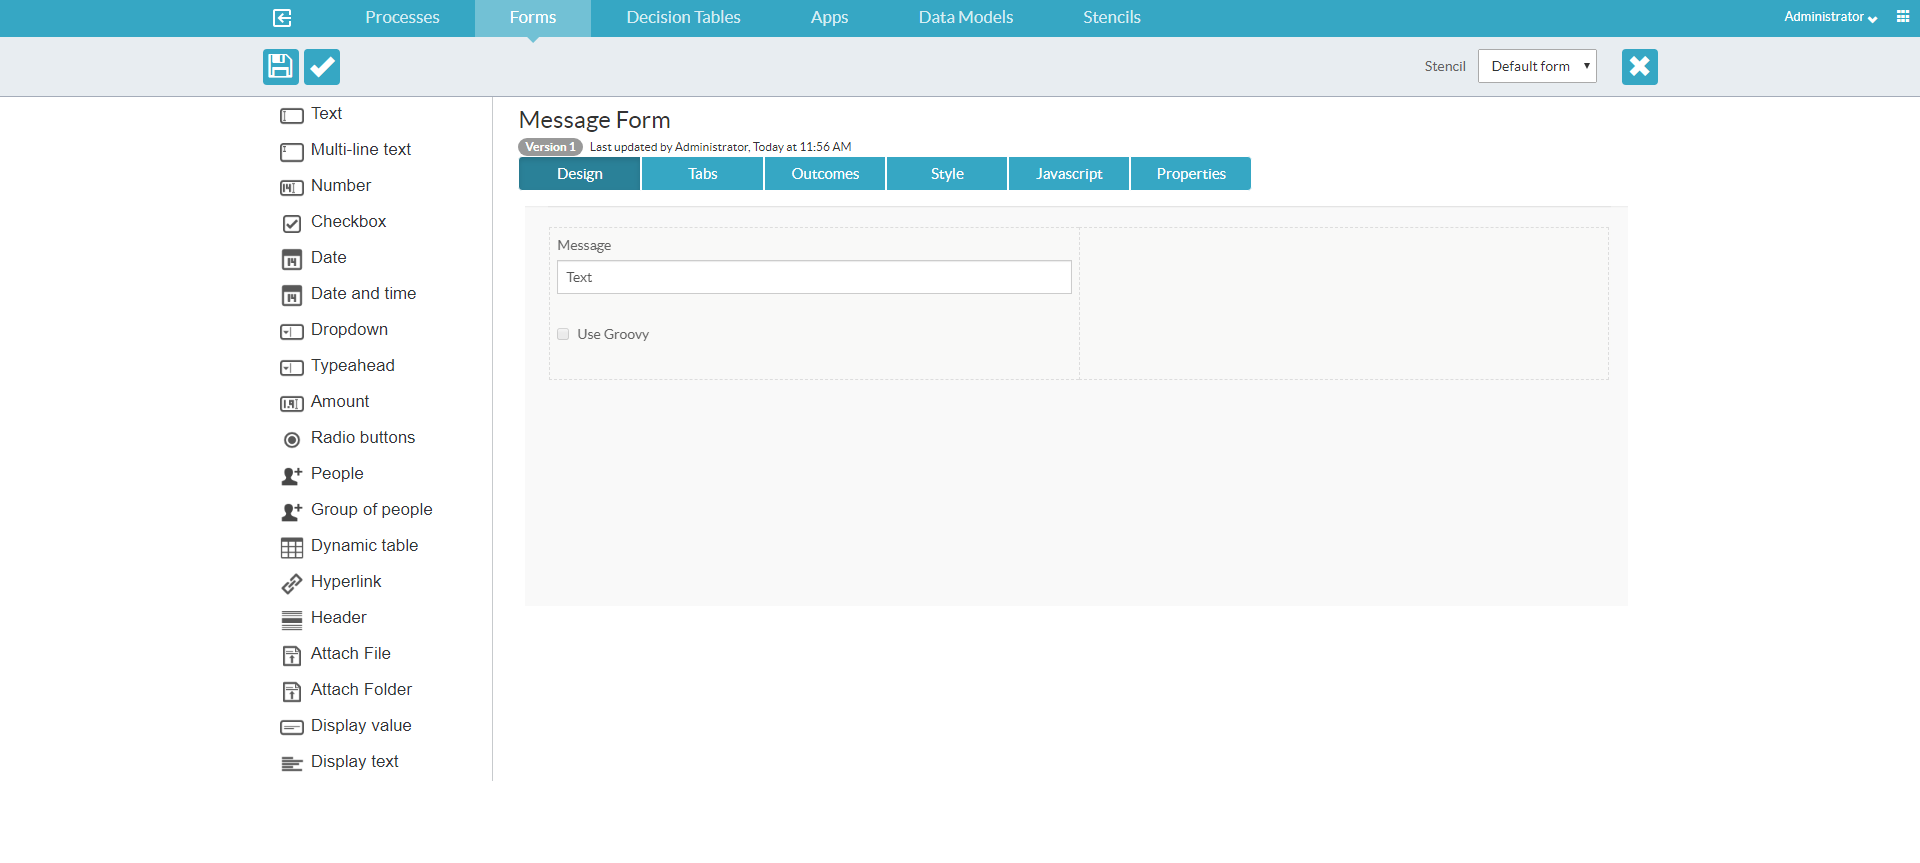 Processes Forms Decision Tables Apps Data Models Stencils Administrator
Stencil Default form
Text
Multi-line text
Number
Checkbox
Date
Date and time
Dropdown
Typeahead
Amount
Radio buttons
People
Group of people
Dynamic table
Hyperlink
Header
Attach File
Attach Folder
Display value
Display text
Message Form
Version 1 Last updated by Administrator, Today at 11:56 AM
Design Tabs Outcomes Style Javascript Properties
Message
Text
Use Groovy